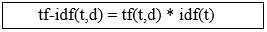 tf-idf(t,d) = tf(t,d) * idf(t)